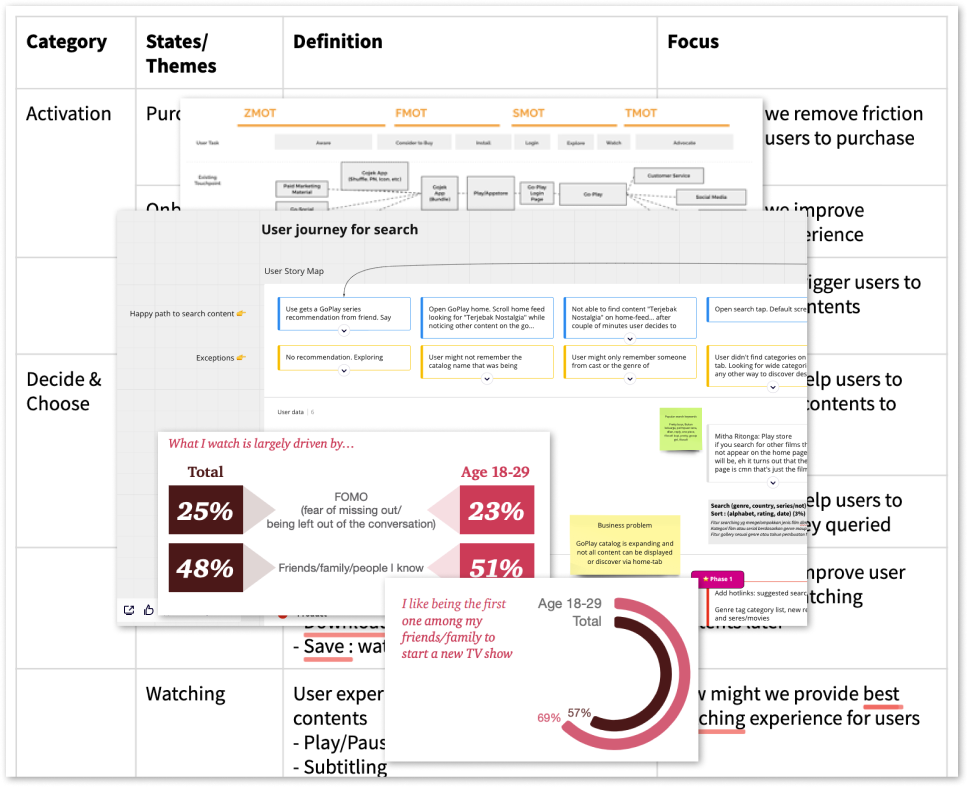 Category
States/
Themes
Definition
Focus
Activation
we remove friction
users to purchase
we improve
erience
igger users to
ontents
Decide &
Choose
elp users to
contents to
elp users to
ey queried
mprove user
tching
ntents later
- Download
- Save : wat
Watching
User exper
contents
- Play/Paus
- Subtitling
w might we provide best
ching experience for users
ZMOT
FMOT
SMOT
TMOT
User Task
Aware
Consider to Buy
Install
Login
Explore
Watch
Advocate
Existing
Touchpoint
Paid Marketing
Material
Go Social
Gojek App
(Shuffle, PN, Icon, etc)
Gojek
App
(Bundle)
Play/Appstore
Go-Play
Login
Page
Go-Play
Customer Service
Social Media
User journey for search
User Story Map
Happy path to search content 👉
Use gets a GoPlay series
recommendation from friend. Say
Open GoPlay home. Scroll home feed
looking for "Terjebak Nostalgia" while
noticing other content on the go...
Not able to find content "Terjebak
Nostalgia" on home-feed... after
couple of minutes user decides to
Open search tap. Default scre
Exceptions 👉
No recommendation. Exploring
User might not remember the
catalog name that was being
User might only remember someone
from cast or the genre of
User didn't find categories on
tab. Looking for wide categori
any other way to discover des
User data | 6
Mitha Ritonga: Play store
if you search for other films th
not appear on the home page
will be, eh it turns out that the
page is cmn that's just the film
Search (genre, country, series/not)
Sort : (alphabet, rating, date) (3%)
Business problem
GoPlay catalog is expanding and
not all content can be displayed
or discover via home-tab
Phase 1
Add hotlinks: suggested searc
Genre tag category list, new re
and seres/movies
What I watch is largely driven by...
Total
Age 18-29
25%
FOMO
(fear of missing out/
being left out of the conversation)
23%
48%
Friends/family/people I know
51%
I like being the first
one among my
friends/family to
start a new TV show
Age 18-29
Total
69%
57%